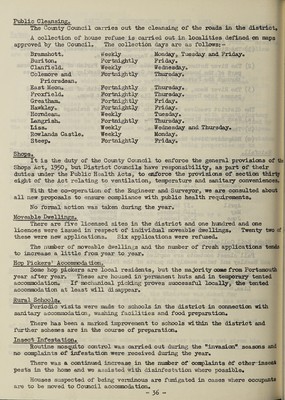 Public Cleansing.
The County Council carries out the cleansing of the roads in the district.
A collection of house refuse is carried out in localities defined on maps
approved by the Council. The collection days are as follows:-
Bramshott. Weekly Monday, Tuesday and Friday.
Buriton. Fortnightly Friday.
Clanfield. Weekly Wednesday.
Colemore and Fortnightly Thursday.
Priorsdean.
East Meon. Fortnightly Thursday.
Froxfield. Fortnightly Thursday.
Greatham. Fortnightly Friday.
Hawkley. Fortnightly Friday.
Horndean. Weekly Tuesday.
Langrish. Fortnightly Thursday.
Liss. Weekly Wednesday and Thursday.
Rowlands Castle. Weekly Monday.
Steep. Fortnightly Friday.
Shops.
It is the duty of the County Council to enforce the general provisions of the
Shops Act, 1950, but District Councils have responsibility, as part of their
duties under the Public Health Acts, to enforce the provisions of section thirty
eight of the Act relating to ventilation, temperature and sanitary conveniences.
With the co-operation of the Engineer and Surveyor, we are consulted about
all new proposals to ensure compliance with public health requirements.
No formal action was taken during the year.
Moveable Dwellings.
There are five licensed sites in the district and one hundred and one
licences were issued in respect of individual moveable dwellings. Twenty two of
these were new applications. Six applications were refused.
The number of moveable dwellings and the number of fresh applications tends
to increase a little from year to year.
Hop Pickers' Accommodation.
Some hop pickers are local residents, but the majority come from Portsmouth
year after year. These are housed in permanent huts and in temporary tented
accommodation. If mechanical picking proves successful locally, the tented
accommodation at least will disappear.
Rural Schools.
Periodic visits were made to schools in the district in connection with
sanitary accommodation, washing facilities and food preparation.
There has been a marked improvement to schools within the district and
further schemes are in the course of preparation.
Insect Infestation.
Routine mosquito control was carried out during the "invasion" seasons and
no complaints of infestation were received during the year.
There was a continued increase in the number of complaints of other insect
pests in the home and we assisted with disinfestation where possible.
Houses suspected of being verminous are fumigated in cases where occupants
are to be moved to Council accommodation.
- 36 -